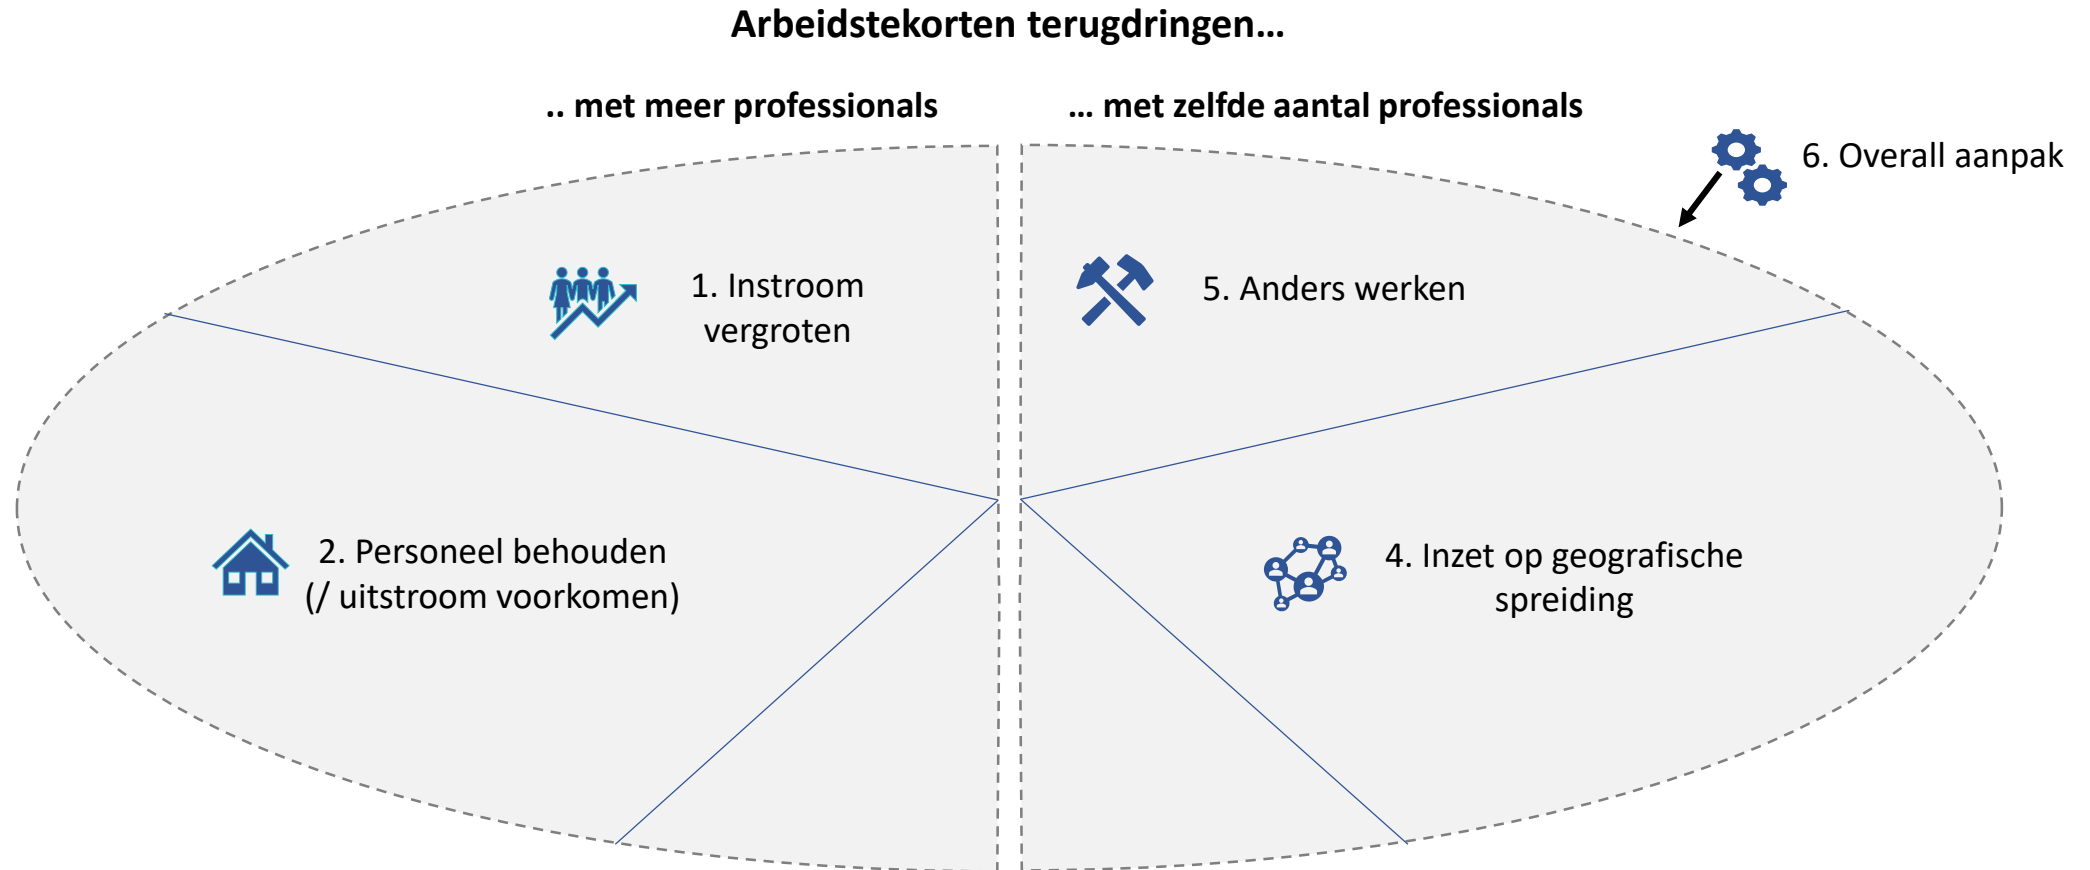 Arbeidstekorten terugdringen…
.. met meer professionals
… met zelfde aantal professionals
6. Overall aanpak
1. Instroom
vergroten
5. Anders werken
2. Personeel behouden
(/ uitstroom voorkomen)
4. Inzet op geografische
spreiding